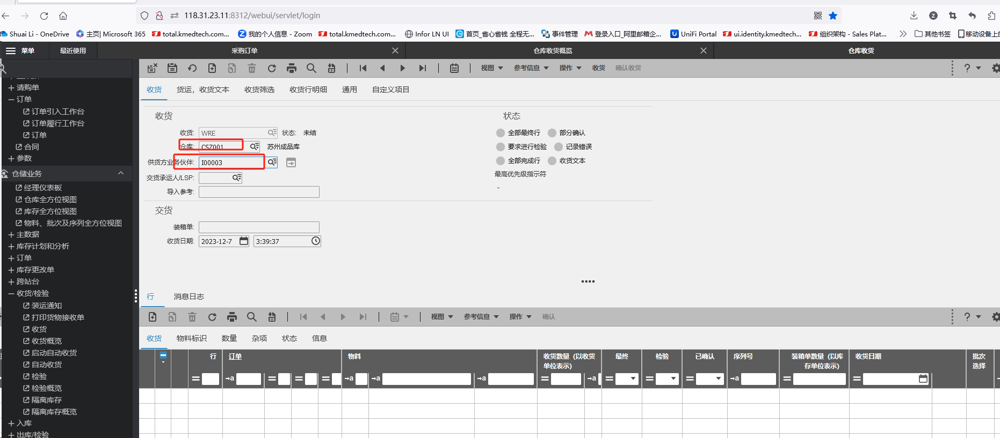 118.31.23.11:8312/webui/servlet/login
Shuai Li - OneDrive 主页| Microsoft 365 total.kmedtech.com... 我的个人信息 - Zoom total.kmedtech.com... Infor LN UI 首页_省心省钱 全程无... 事件管理 登录入口_阿里邮箱企... UniFi Portal ui.identity.kmedtech... 组织架构 - Sales Plat... 其他书签 移动设备上的
菜单 最近使用 采购订单 仓库收货概览 仓库收货
视图 参考信息 操作 收货 确认收货
请购单
订单
订单引入工作台
订单履行工作台
订单
合同
参数
仓储业务
经理仪表板
仓库全方位视图
库存全方位视图
物料、批次及序列全方位视图
主数据
库存计划和分析
订单
库存更改单
跨站台
收货/检验
装运通知
打印货物接收单
收货
收货概览
启动自动收货
自动收货
检验
检验概览
隔离库存
隔离库存概览
入库
出库/检验
收货 货运，收货文本 收货筛选 收货行明细 通用 自定义项目
收货
收货: WRE 状态: 未结
仓库: CSZ001 苏州成品库
供货方业务伙伴: I00003
交货承运人/LSP:
导入参考:
状态
全部最终行 部分确认
要求进行检验 记录错误
全部完成行 收货文本
最高优先级指示符
-
交货
装箱单:
收货日期: 2023-12-7 3:39:37
行 消息日志
视图 参考信息 操作 确认
收货 物料标识 数量 杂项 状态 信息
行 订单 物料 收货数量（以收货单位表示） 最终 检验 已确认 序列号 装箱单数量（以库存单位表示） 收货日期 批次选择